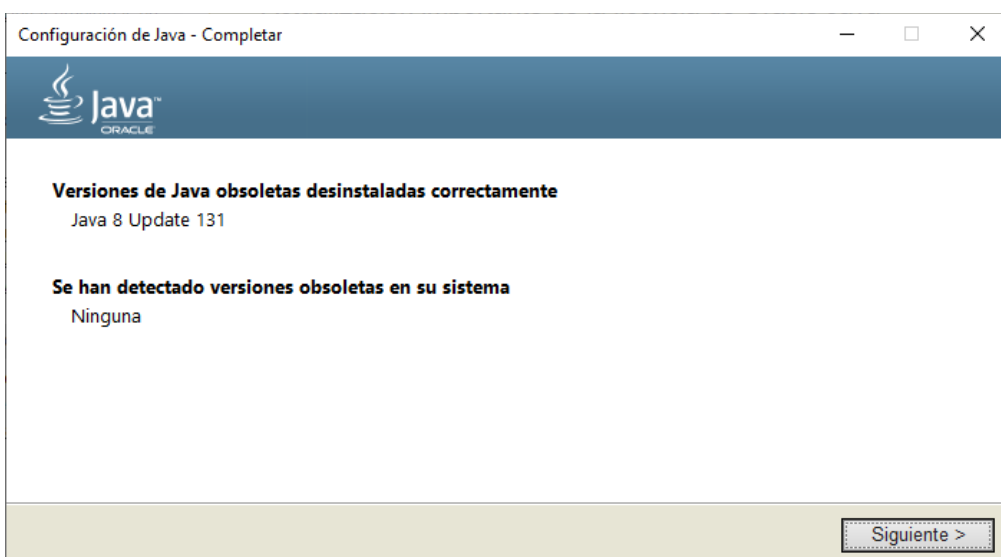 Configuración de Java - Completar
Java™
ORACLE
Versiones de Java obsoletas desinstaladas correctamente
Java 8 Update 131
Se han detectado versiones obsoletas en su sistema
Ninguna
Siguiente >